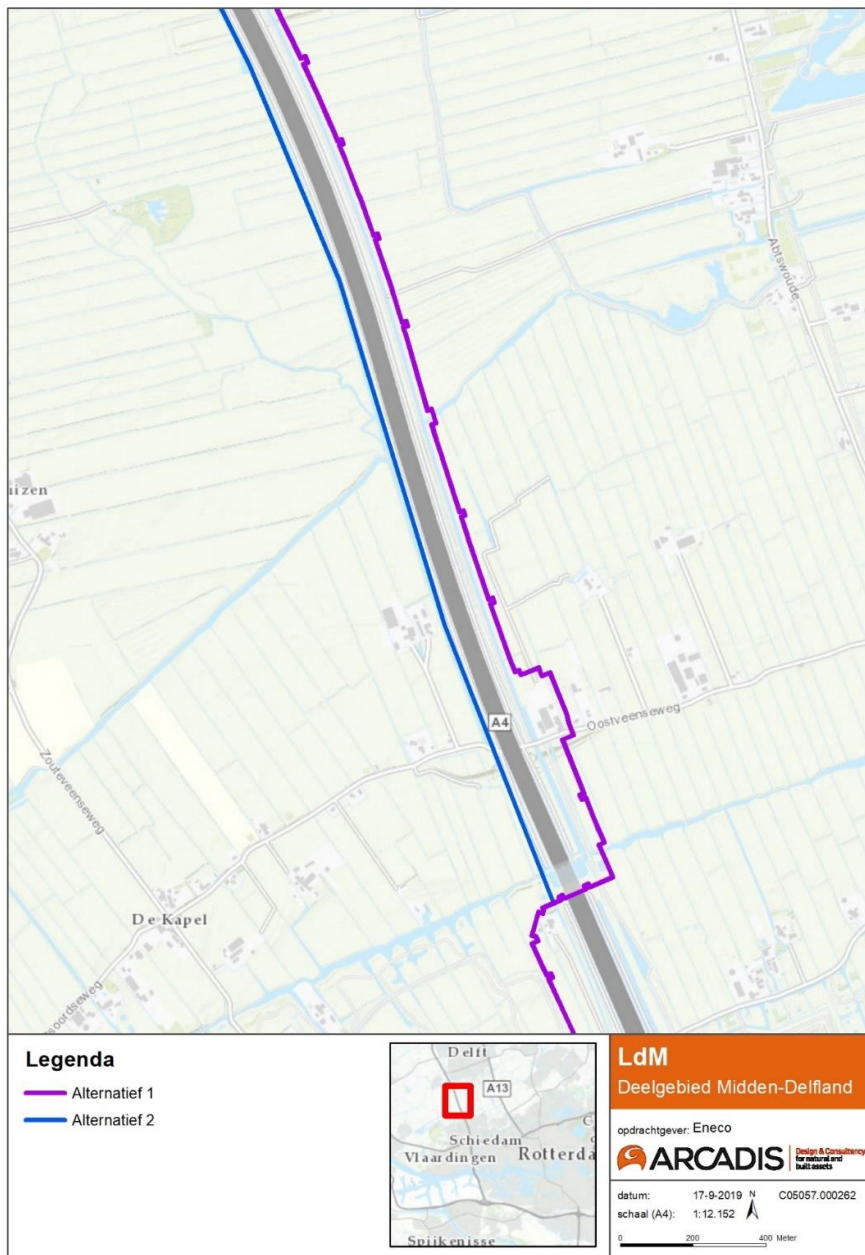 Abtswoude
uizen
A4
Oostveenseweg
Zouteveenseweg
De Kapel
Legenda
Alternatief 1
Alternatief 2
Delft
A13
Schiedam
Vlaardingen
Rotterda
Spijkenisse
LdM
Deelgebied Midden-Delfland
opdrachtgever: Eneco
ARCADIS
Design & Consultancy
for natural and
built assets
datum: 17-9-2019 N C05057.000262
schaal (A4): 1:12.152
0 200 400 Meter